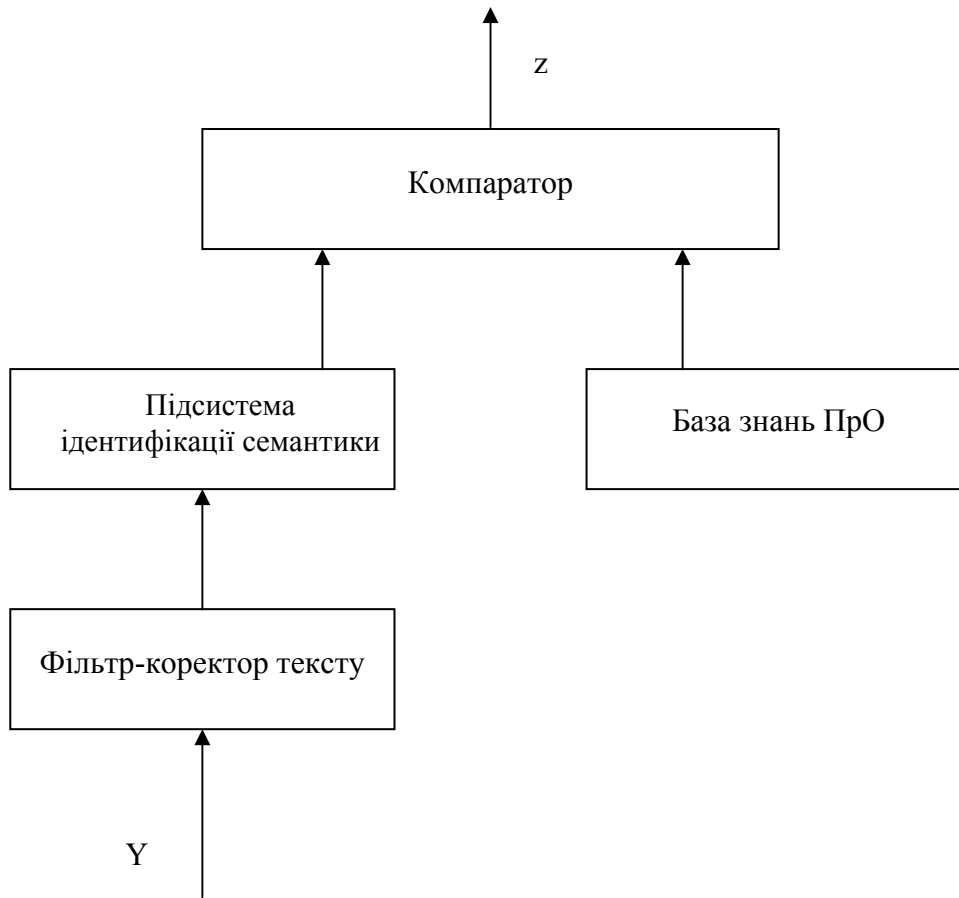 z
Компаратор
Підсистема
ідентифікації семантики
База знань ПрО
Фільтр-коректор тексту
Y